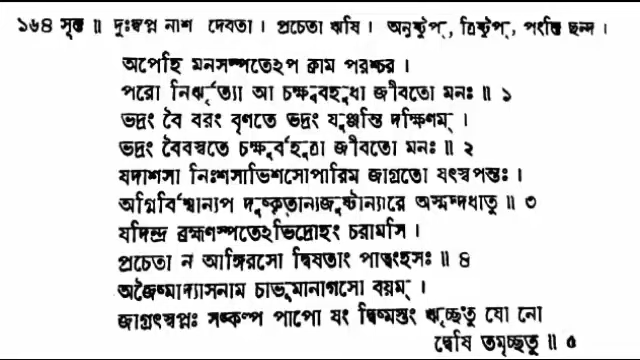 ১৬৪ সূক্ত ॥ দুঃস্বপ্ন নাশ দেবতা । প্রচেতা ঋষি । অনুষ্টুপ্, ত্রিষ্টুপ্, পংক্তি ছন্দ ।
অপেহি মনসস্পতেঽপ ক্রাম পরশ্চর ।
পরো নির্ঋত্যা আ চক্ষ্ব বহুধা জীবতো মনঃ ॥ ১
ভদ্রং বৈ বরং বৃণতে ভদ্রং যুঞ্জন্তি দক্ষিণম্ ।
ভদ্রং বৈবস্বতে চক্ষুর্বহুত্রা জীবতো মনঃ ॥ ২
যদাশসা নিঃশসাভিশসোপারিম জাগ্রতো যৎস্বপন্তঃ ।
অগ্নির্বিশ্বান্যপ দুষ্কৃতান্যজুষ্টান্যারে অস্মদ্দধাতু ॥ ৩
যদিন্দ্র ব্রহ্মণস্পতেঽভিদ্রোহং চরামসি ।
প্রচেতা ন আঙ্গিরসো দ্বিষতাং পাত্বংহসঃ ॥ ৪
অজৈষ্মাদ্যাসনাম চাভূমানাগসো বয়ম্ ।
জাগ্রৎস্বপ্নঃ সঙ্কল্প পাপো যং দ্বিষ্মস্তং ঋচ্ছতু যো নো
দ্বেষ্টি তমৃচ্ছতু ॥ ৫